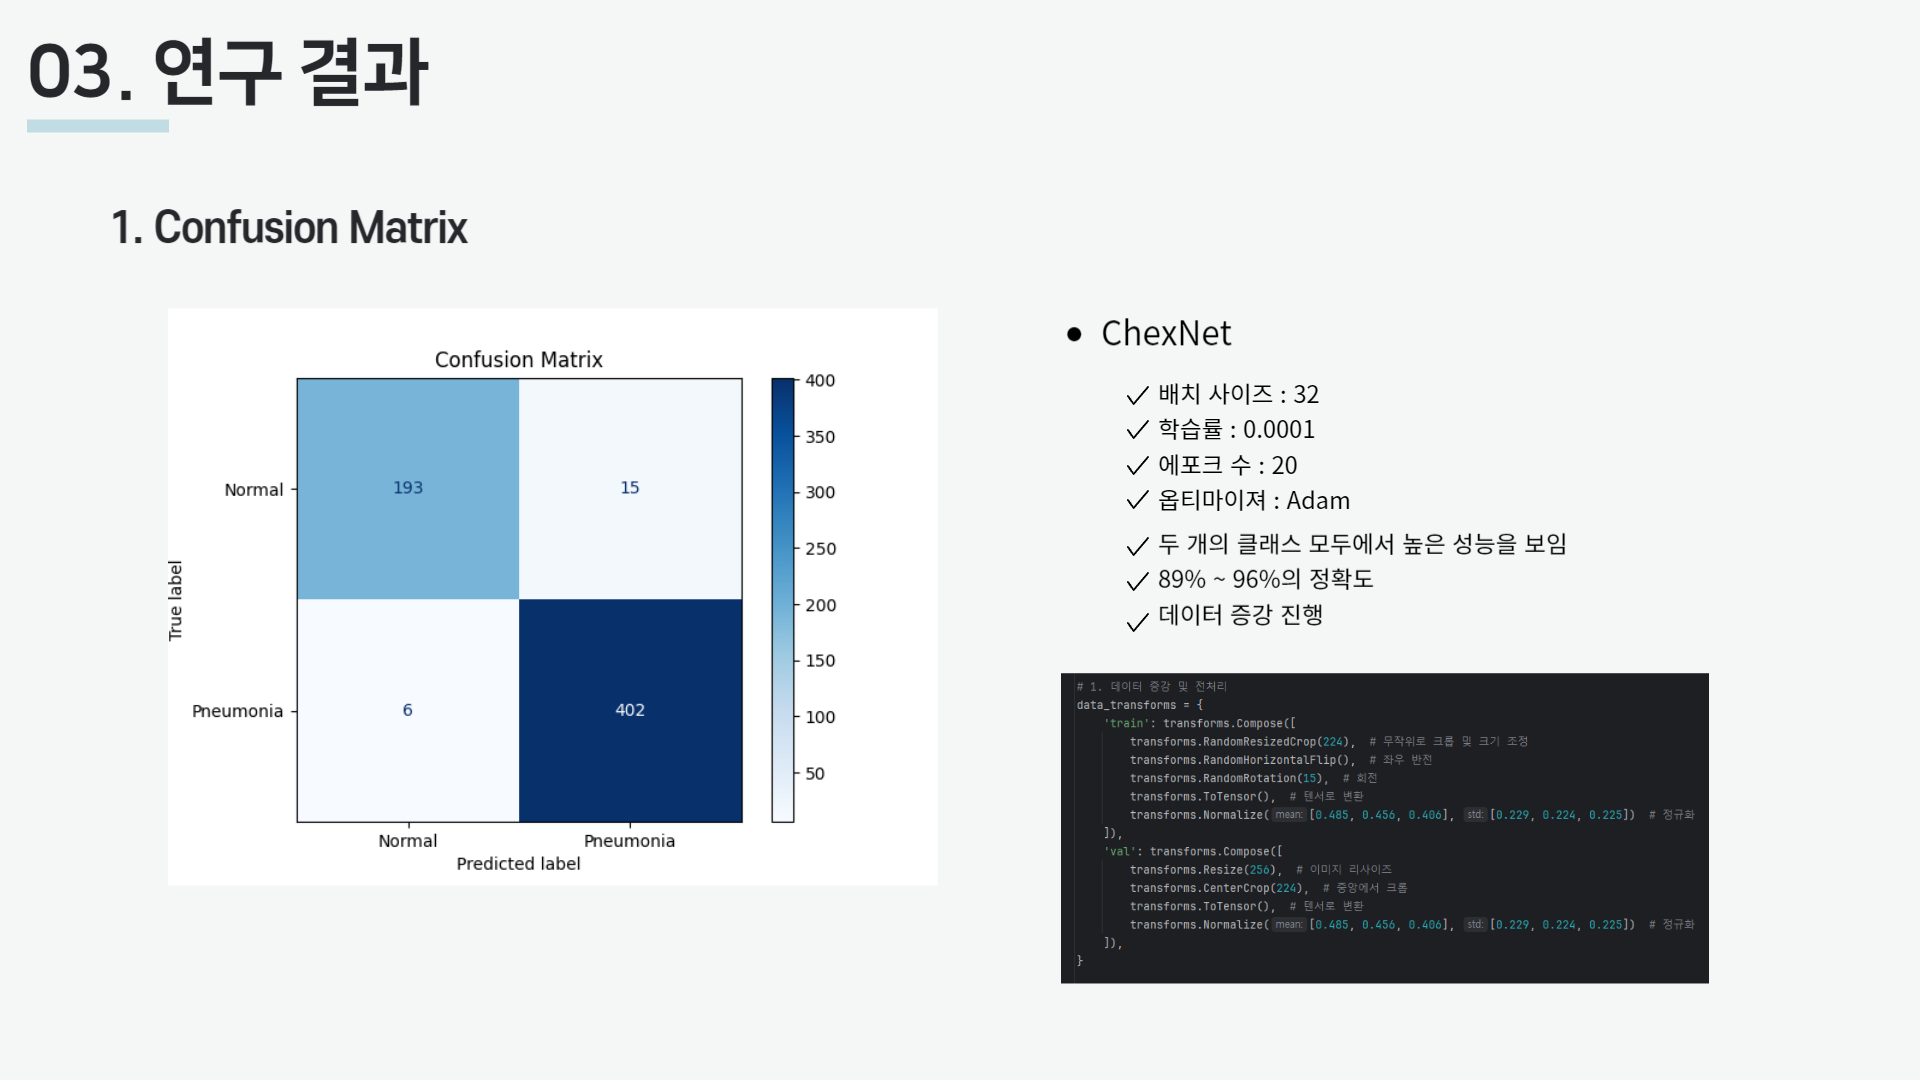 03. 연구 결과
1. Confusion Matrix
Confusion Matrix
400
350
300
250
200
150
100
50
Normal
193
15
True label
Pneumonia
6
402
Normal
Pneumonia
Predicted label
ChexNet
배치 사이즈 : 32
학습률 : 0.0001
에포크 수 : 20
옵티마이져 : Adam
두 개의 클래스 모두에서 높은 성능을 보임
89% ~ 96%의 정확도
데이터 증강 진행
# 1. 데이터 증강 및 전처리
data_transforms = {
'train': transforms.Compose([
transforms.RandomResizedCrop(224),  # 무작위로 크롭 및 크기 조정
transforms.RandomHorizontalFlip(),  # 좌우 반전
transforms.RandomRotation(15),  # 회전
transforms.ToTensor(),  # 텐서로 변환
transforms.Normalize( mean: [0.485, 0.456, 0.406],  std: [0.229, 0.224, 0.225])  # 정규화
]),
'val': transforms.Compose([
transforms.Resize(256),  # 이미지 리사이즈
transforms.CenterCrop(224),  # 중앙에서 크롭
transforms.ToTensor(),  # 텐서로 변환
transforms.Normalize( mean: [0.485, 0.456, 0.406],  std: [0.229, 0.224, 0.225])  # 정규화
]),
}